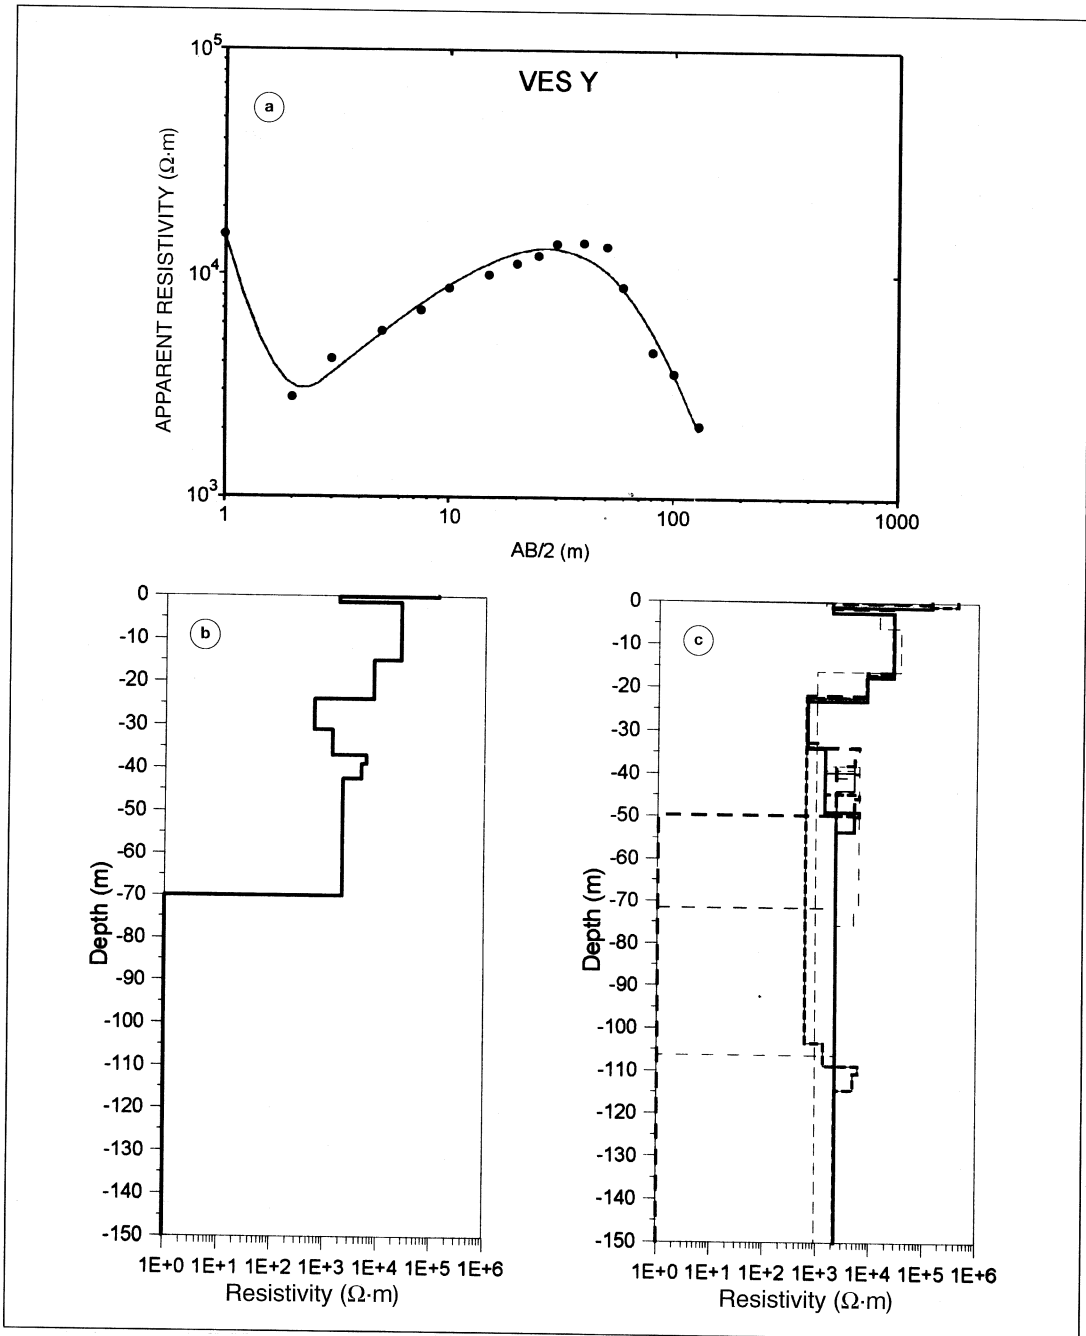 VES Y
a
APPARENT RESISTIVITY (Ω·m)
10^5
10^4
10^3
1 10 100 1000
AB/2 (m)
b
Depth (m)
0
-10
-20
-30
-40
-50
-60
-70
-80
-90
-100
-110
-120
-130
-140
-150
1E+0 1E+1 1E+2 1E+3 1E+4 1E+5 1E+6
Resistivity (Ω·m)
c
Depth (m)
0
-10
-20
-30
-40
-50
-60
-70
-80
-90
-100
-110
-120
-130
-140
-150
1E+0 1E+1 1E+2 1E+3 1E+4 1E+5 1E+6
Resistivity (Ω·m)